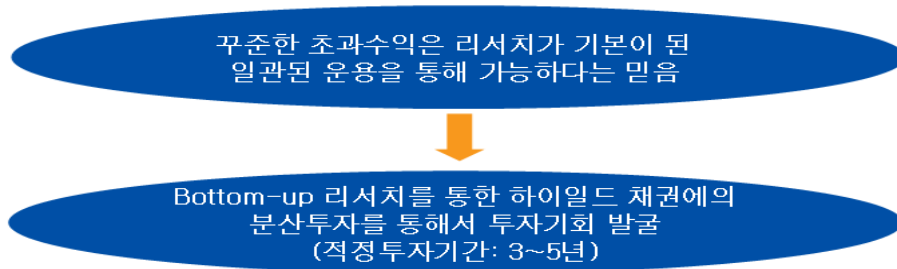 꾸준한 초과수익은 리서치가 기본이 된
일관된 운용을 통해 가능하다는 믿음
Bottom-up 리서치를 통한 하이일드 채권에의
분산투자를 통해서 투자기회 발굴
(적정투자기간: 3~5년)